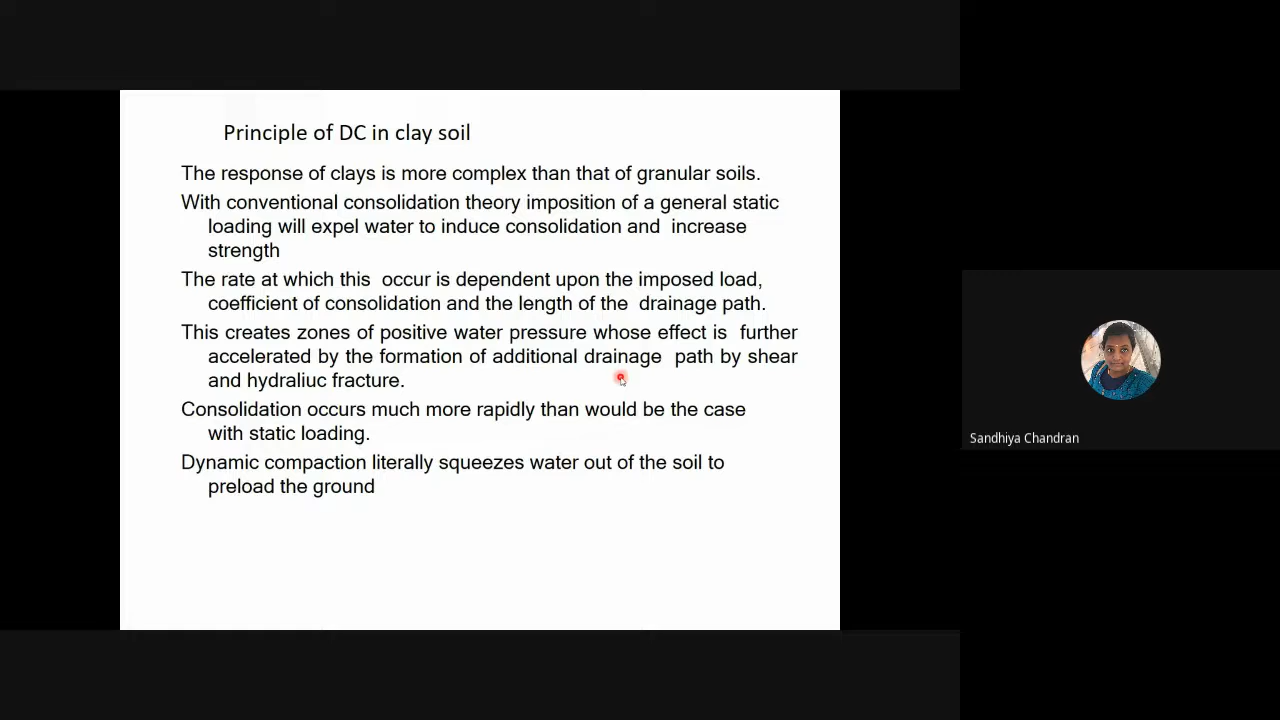 Principle of DC in clay soil
The response of clays is more complex than that of granular soils.
With conventional consolidation theory imposition of a general static
loading will expel water to induce consolidation and increase
strength
The rate at which this occur is dependent upon the imposed load,
coefficient of consolidation and the length of the drainage path.
This creates zones of positive water pressure whose effect is further
accelerated by the formation of additional drainage path by shear
and hydraliuc fracture.
Consolidation occurs much more rapidly than would be the case
with static loading.
Dynamic compaction literally squeezes water out of the soil to
preload the ground
Sandhiya Chandran